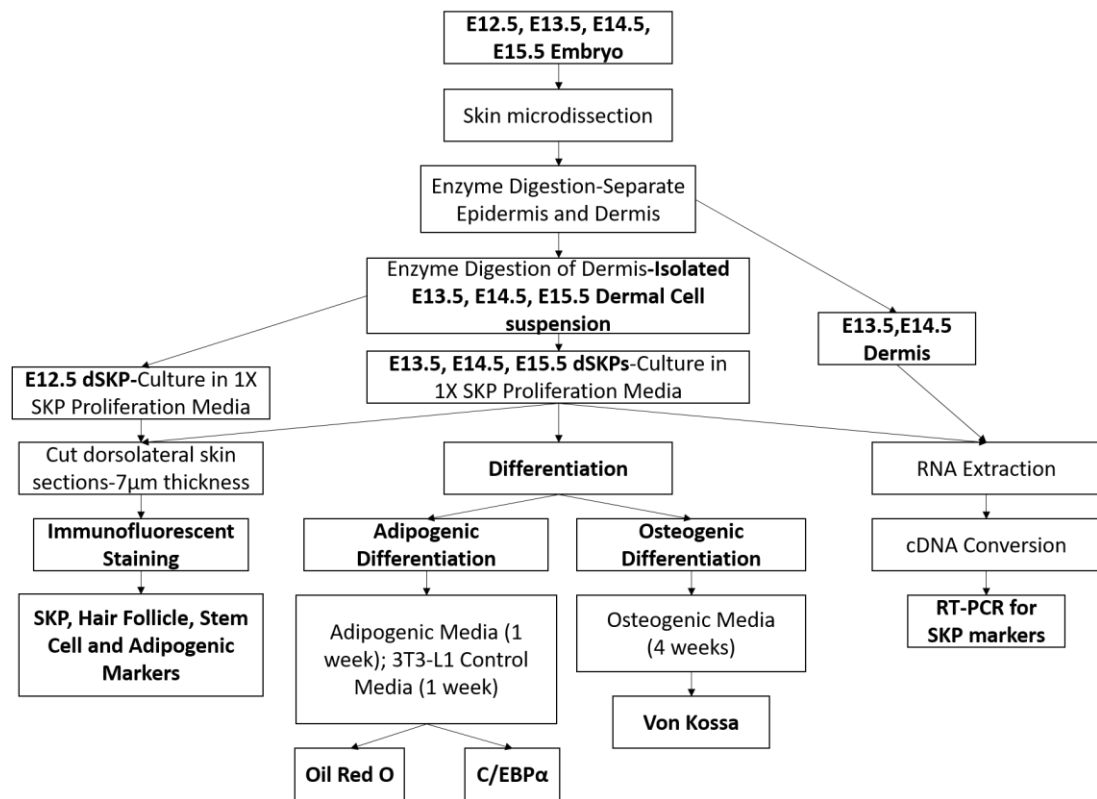 E12.5, E13.5, E14.5,
E15.5 Embryo
Skin microdissection
Enzyme Digestion-Separate
Epidermis and Dermis
Enzyme Digestion of Dermis-Isolated
E13.5, E14.5, E15.5 Dermal Cell
suspension
E13.5,E14.5
Dermis
E12.5 dSKP-Culture in 1X
SKP Proliferation Media
E13.5, E14.5, E15.5 dSKPs-Culture in
1X SKP Proliferation Media
Cut dorsolateral skin
sections-7µm thickness
Differentiation
RNA Extraction
Immunofluorescent
Staining
Adipogenic
Differentiation
Osteogenic
Differentiation
cDNA Conversion
SKP, Hair Follicle, Stem
Cell and Adipogenic
Markers
Adipogenic Media (1
week); 3T3-L1 Control
Media (1 week)
Osteogenic Media
(4 weeks)
RT-PCR for
SKP markers
Von Kossa
Oil Red O
C/EBPα